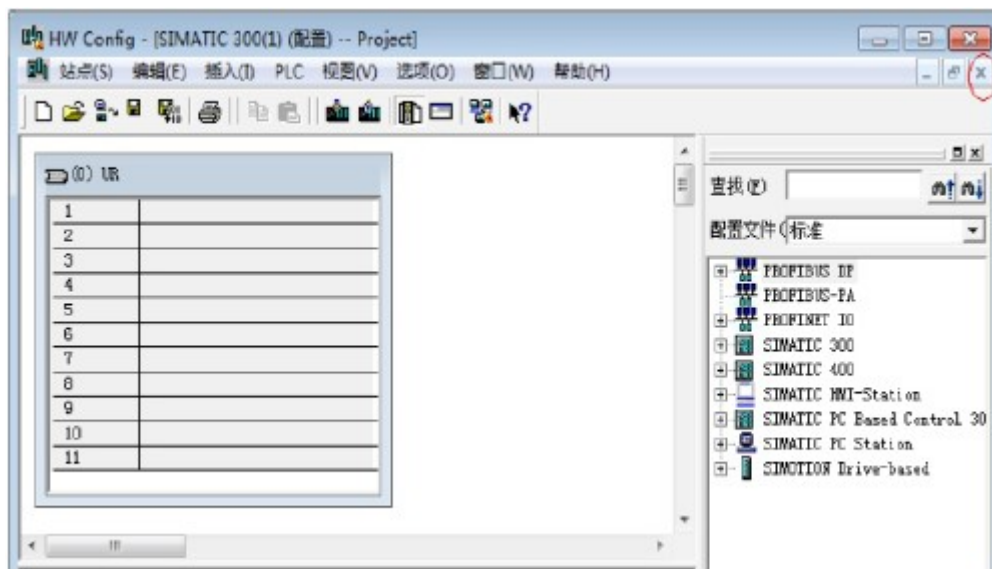 HW Config - [SIMATIC 300(1) (配置) -- Project]
站点(S) 编辑(E) 插入(I) PLC 视图(V) 选项(O) 窗口(W) 帮助(H)
(0) UR
1
2
3
4
5
6
7
8
9
10
11
查找(F)
配置文件( 标准
PROFIBUS DP
PROFIBUS-PA
PROFINET IO
SIMATIC 300
SIMATIC 400
SIMATIC HMI-Station
SIMATIC PC Based Control 30
SIMATIC PC Station
SIMOTION Drive-based